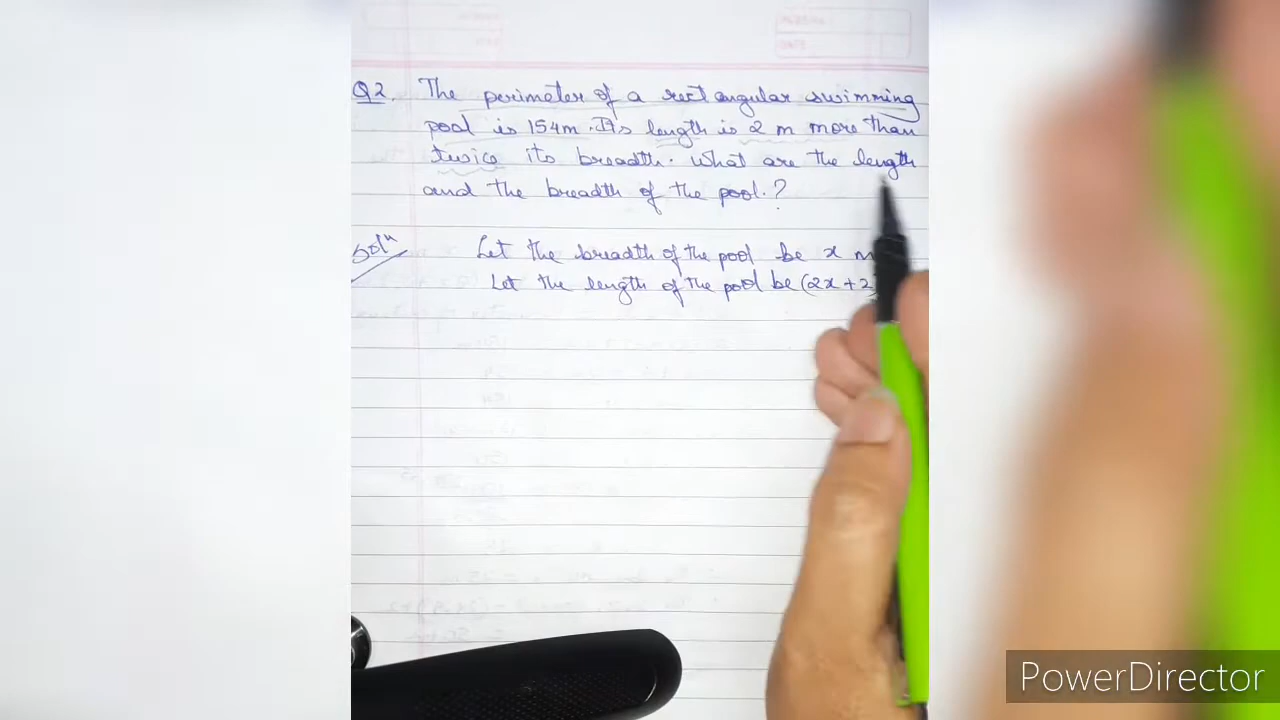 Q2. The perimeter of a rectangular swimming
pool is 154m. Its length is 2 m more than
twice its breadth. What are the length
and the breadth of the pool.?
Solⁿ Let the breadth of the pool be x m
Let the length of the pool be (2x+2
PowerDirector